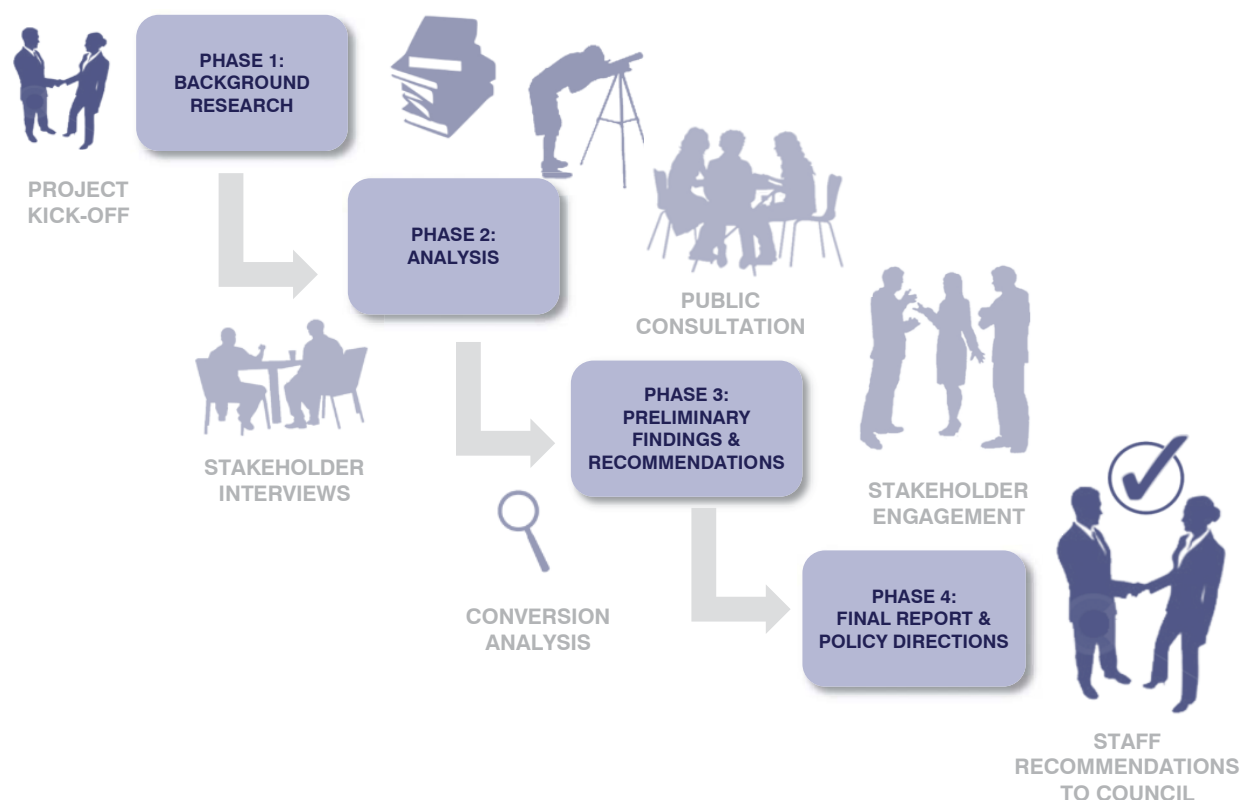 PHASE 1:
BACKGROUND
RESEARCH
PROJECT
KICK-OFF
PHASE 2:
ANALYSIS
PUBLIC
CONSULTATION
STAKEHOLDER
INTERVIEWS
PHASE 3:
PRELIMINARY
FINDINGS &
RECOMMENDATIONS
STAKEHOLDER
ENGAGEMENT
CONVERSION
ANALYSIS
PHASE 4:
FINAL REPORT &
POLICY DIRECTIONS
STAFF
RECOMMENDATIONS
TO COUNCIL